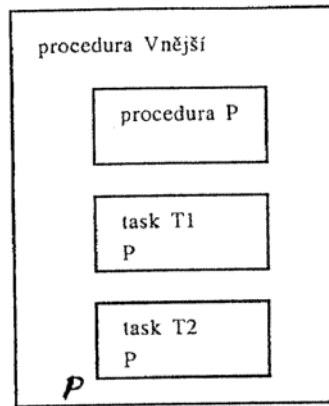 procedura Vnější
procedura P
task T1
P
task T2
P
P